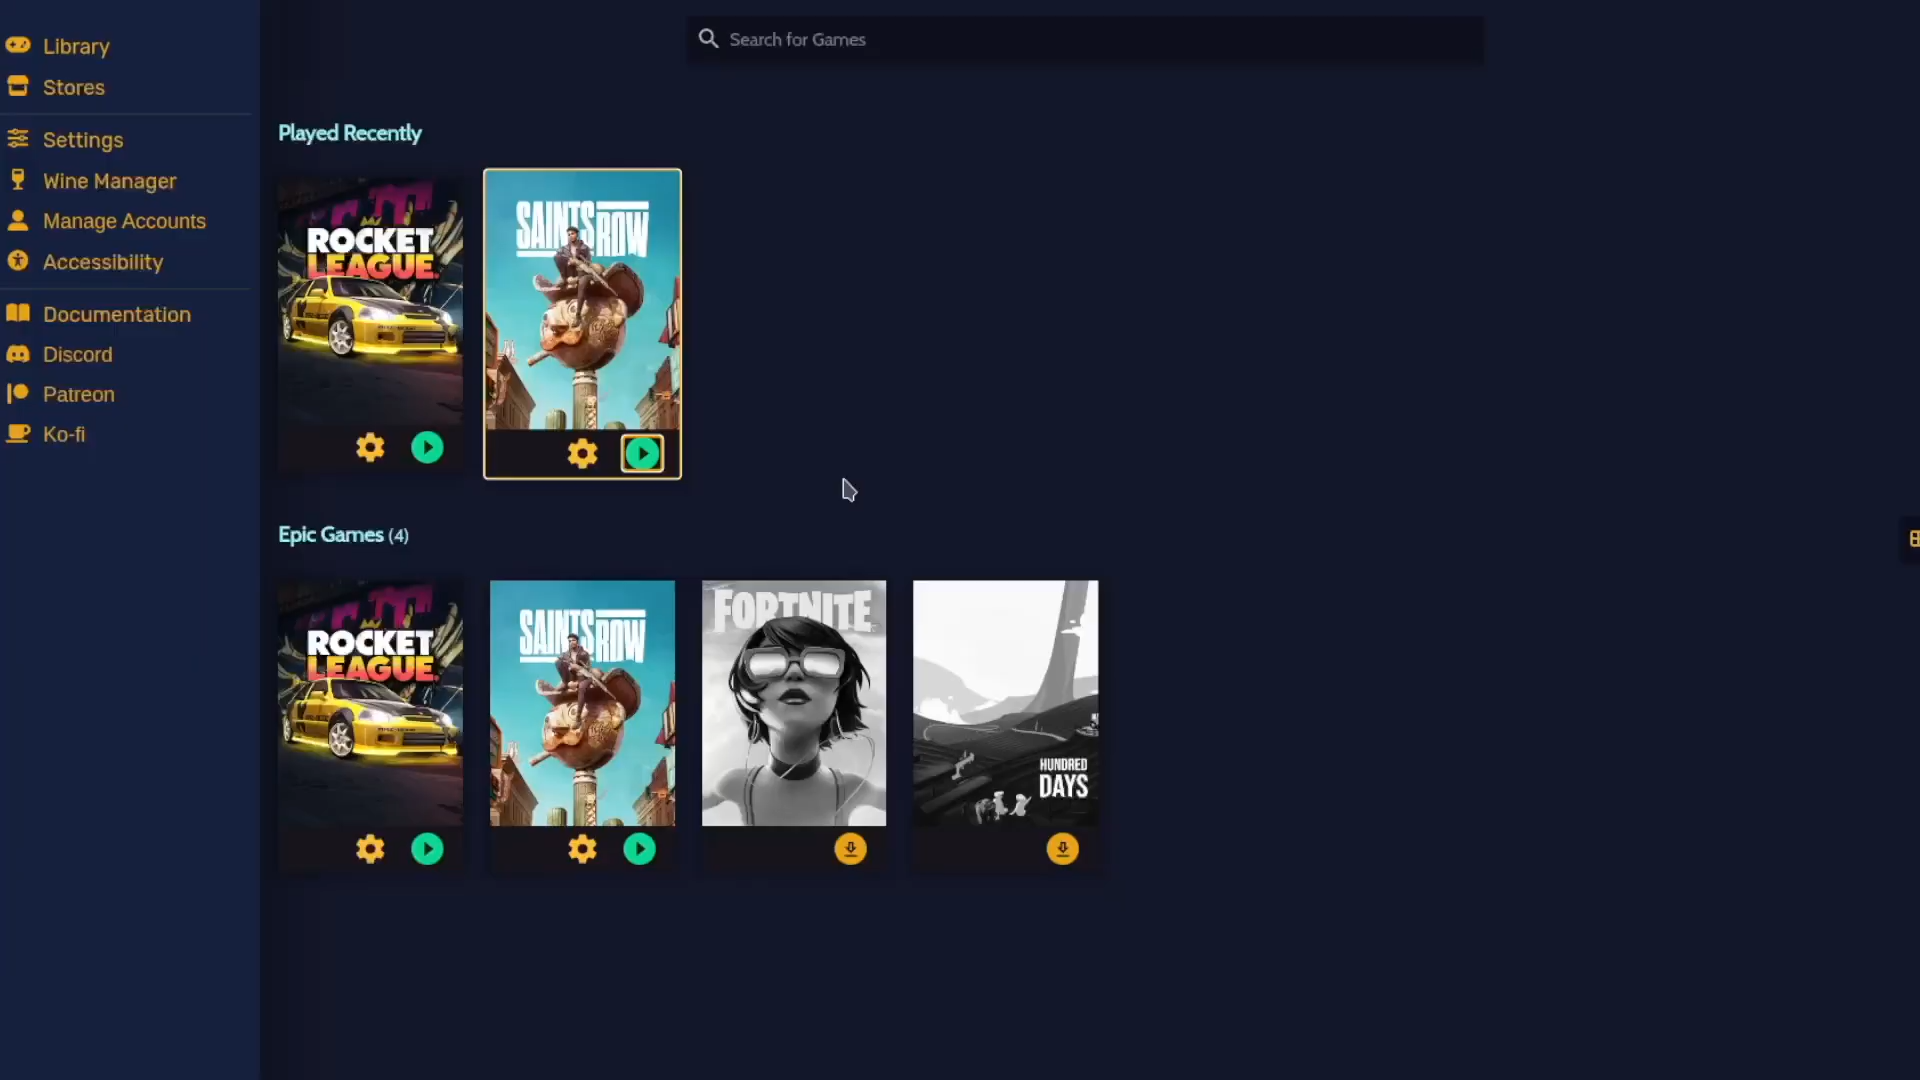 Library
Stores
Settings
Wine Manager
Manage Accounts
Accessibility
Documentation
Discord
Patreon
Ko-fi
Search for Games
Played Recently
ROCKET
LEAGUE.
SAINTS ROW
Epic Games (4)
ROCKET
LEAGUE.
SAINTS ROW
FORTNITE
HUNDRED
DAYS